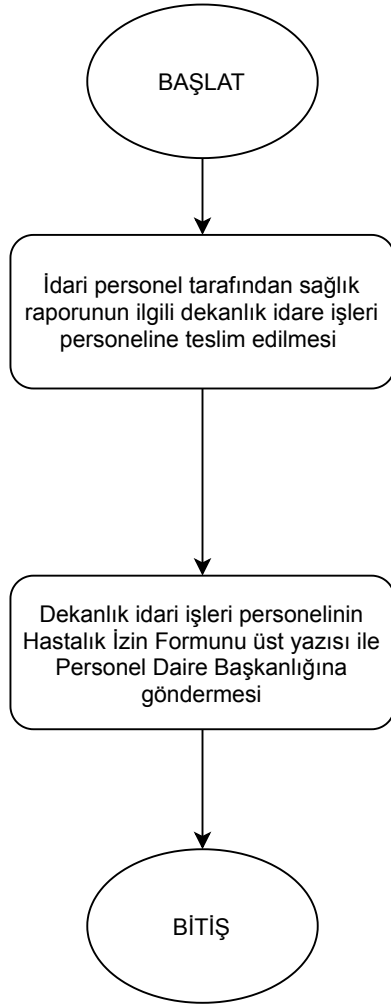 BAŞLAT
İdari personel tarafından sağlık
raporunun ilgili dekanlık idare işleri
personeline teslim edilmesi
Dekanlık idari işleri personelinin
Hastalık İzin Formunu üst yazısı ile
Personel Daire Başkanlığına
göndermesi
BİTİŞ